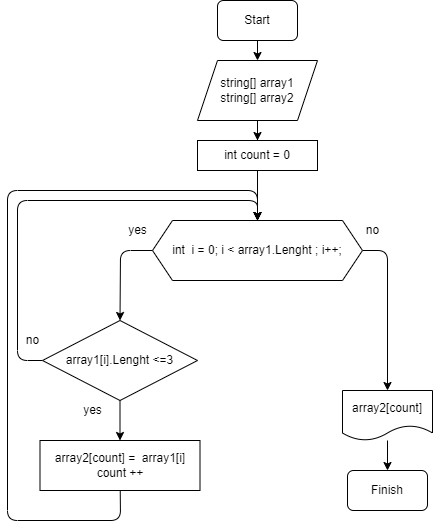 Start
string[] array1
string[] array2
int count = 0
yes
no
int  i = 0; i < array1.Lenght ; i++;
no
array1[i].Lenght <=3
yes
array2[count]
array2[count] =  array1[i]
count ++
Finish